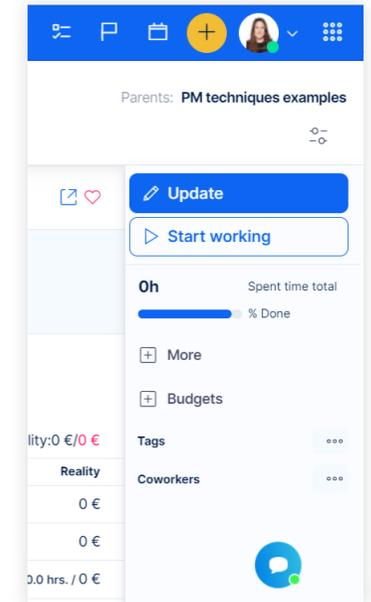 Parents: PM techniques examples
Update
Start working
0h Spent time total
% Done
More
Budgets
lity:0 €/0 €
Tags
Reality
Coworkers
0 €
0 €
0.0 hrs. / 0 €